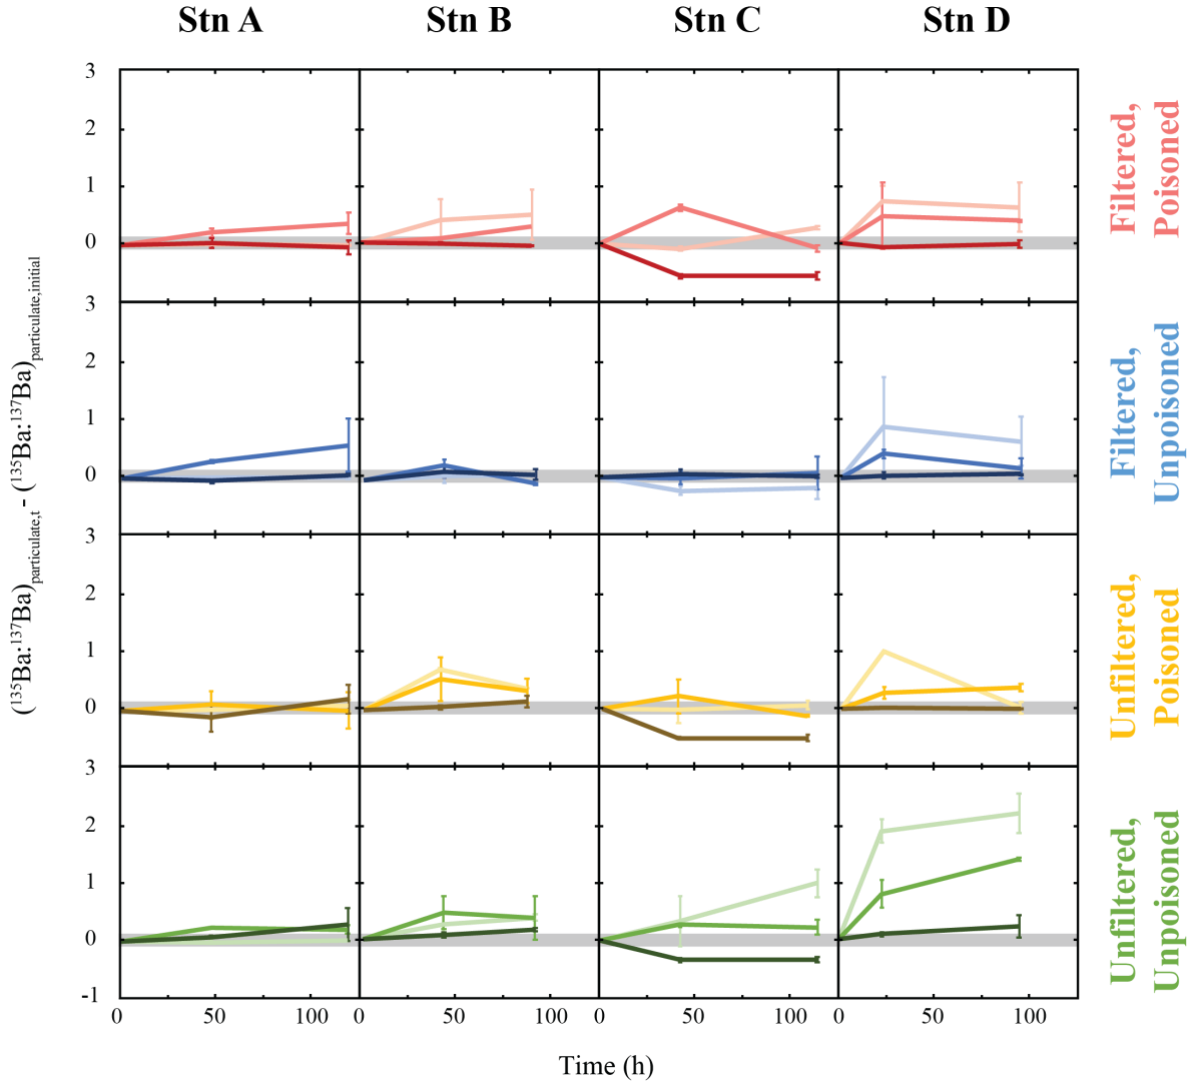 Stn A Stn B Stn C Stn D
3
2
1
0
3
2
1
0
3
2
1
0
3
2
1
0
-1
(¹³⁵Ba:¹³⁷Ba)particulate,t - (¹³⁵Ba:¹³⁷Ba)particulate,initial
Filtered,
Poisoned
Filtered,
Unpoisoned
Unfiltered,
Poisoned
Unfiltered,
Unpoisoned
0 50 100 0 50 100 0 50 100 0 50 100
Time (h)